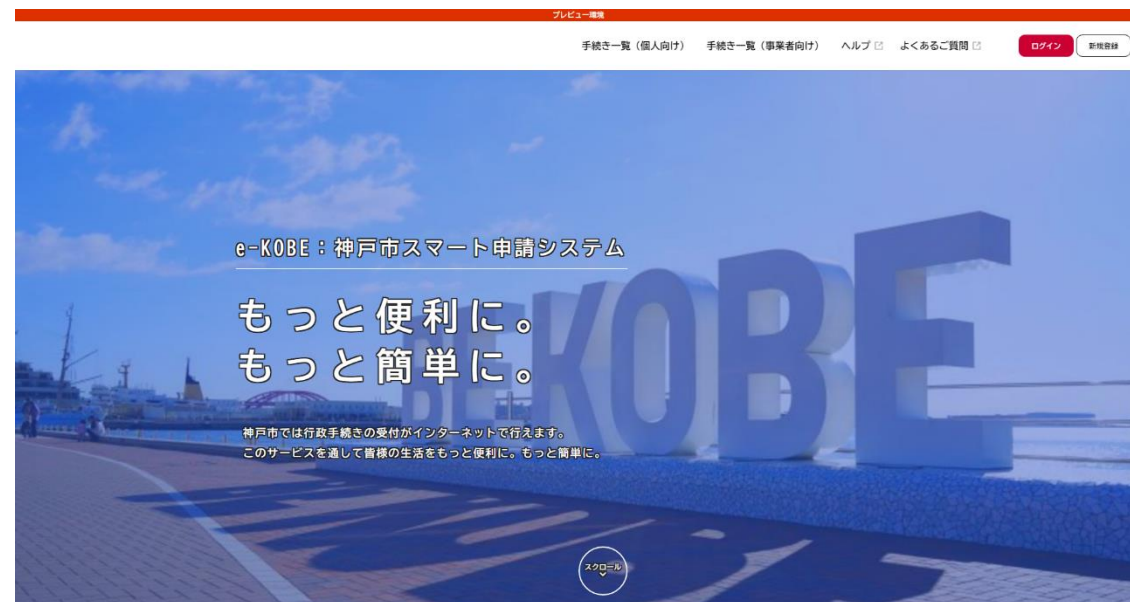 プレビュー環境
手続き一覧（個人向け） 手続き一覧（事業者向け） ヘルプ よくあるご質問 ログイン 新規登録
e-KOBE：神戸市スマート申請システム
もっと便利に。
もっと簡単に。
BE KOBE
神戸市では行政手続きの受付がインターネットで行えます。
このサービスを通して皆様の生活をもっと便利に。もっと簡単に。
スクロール